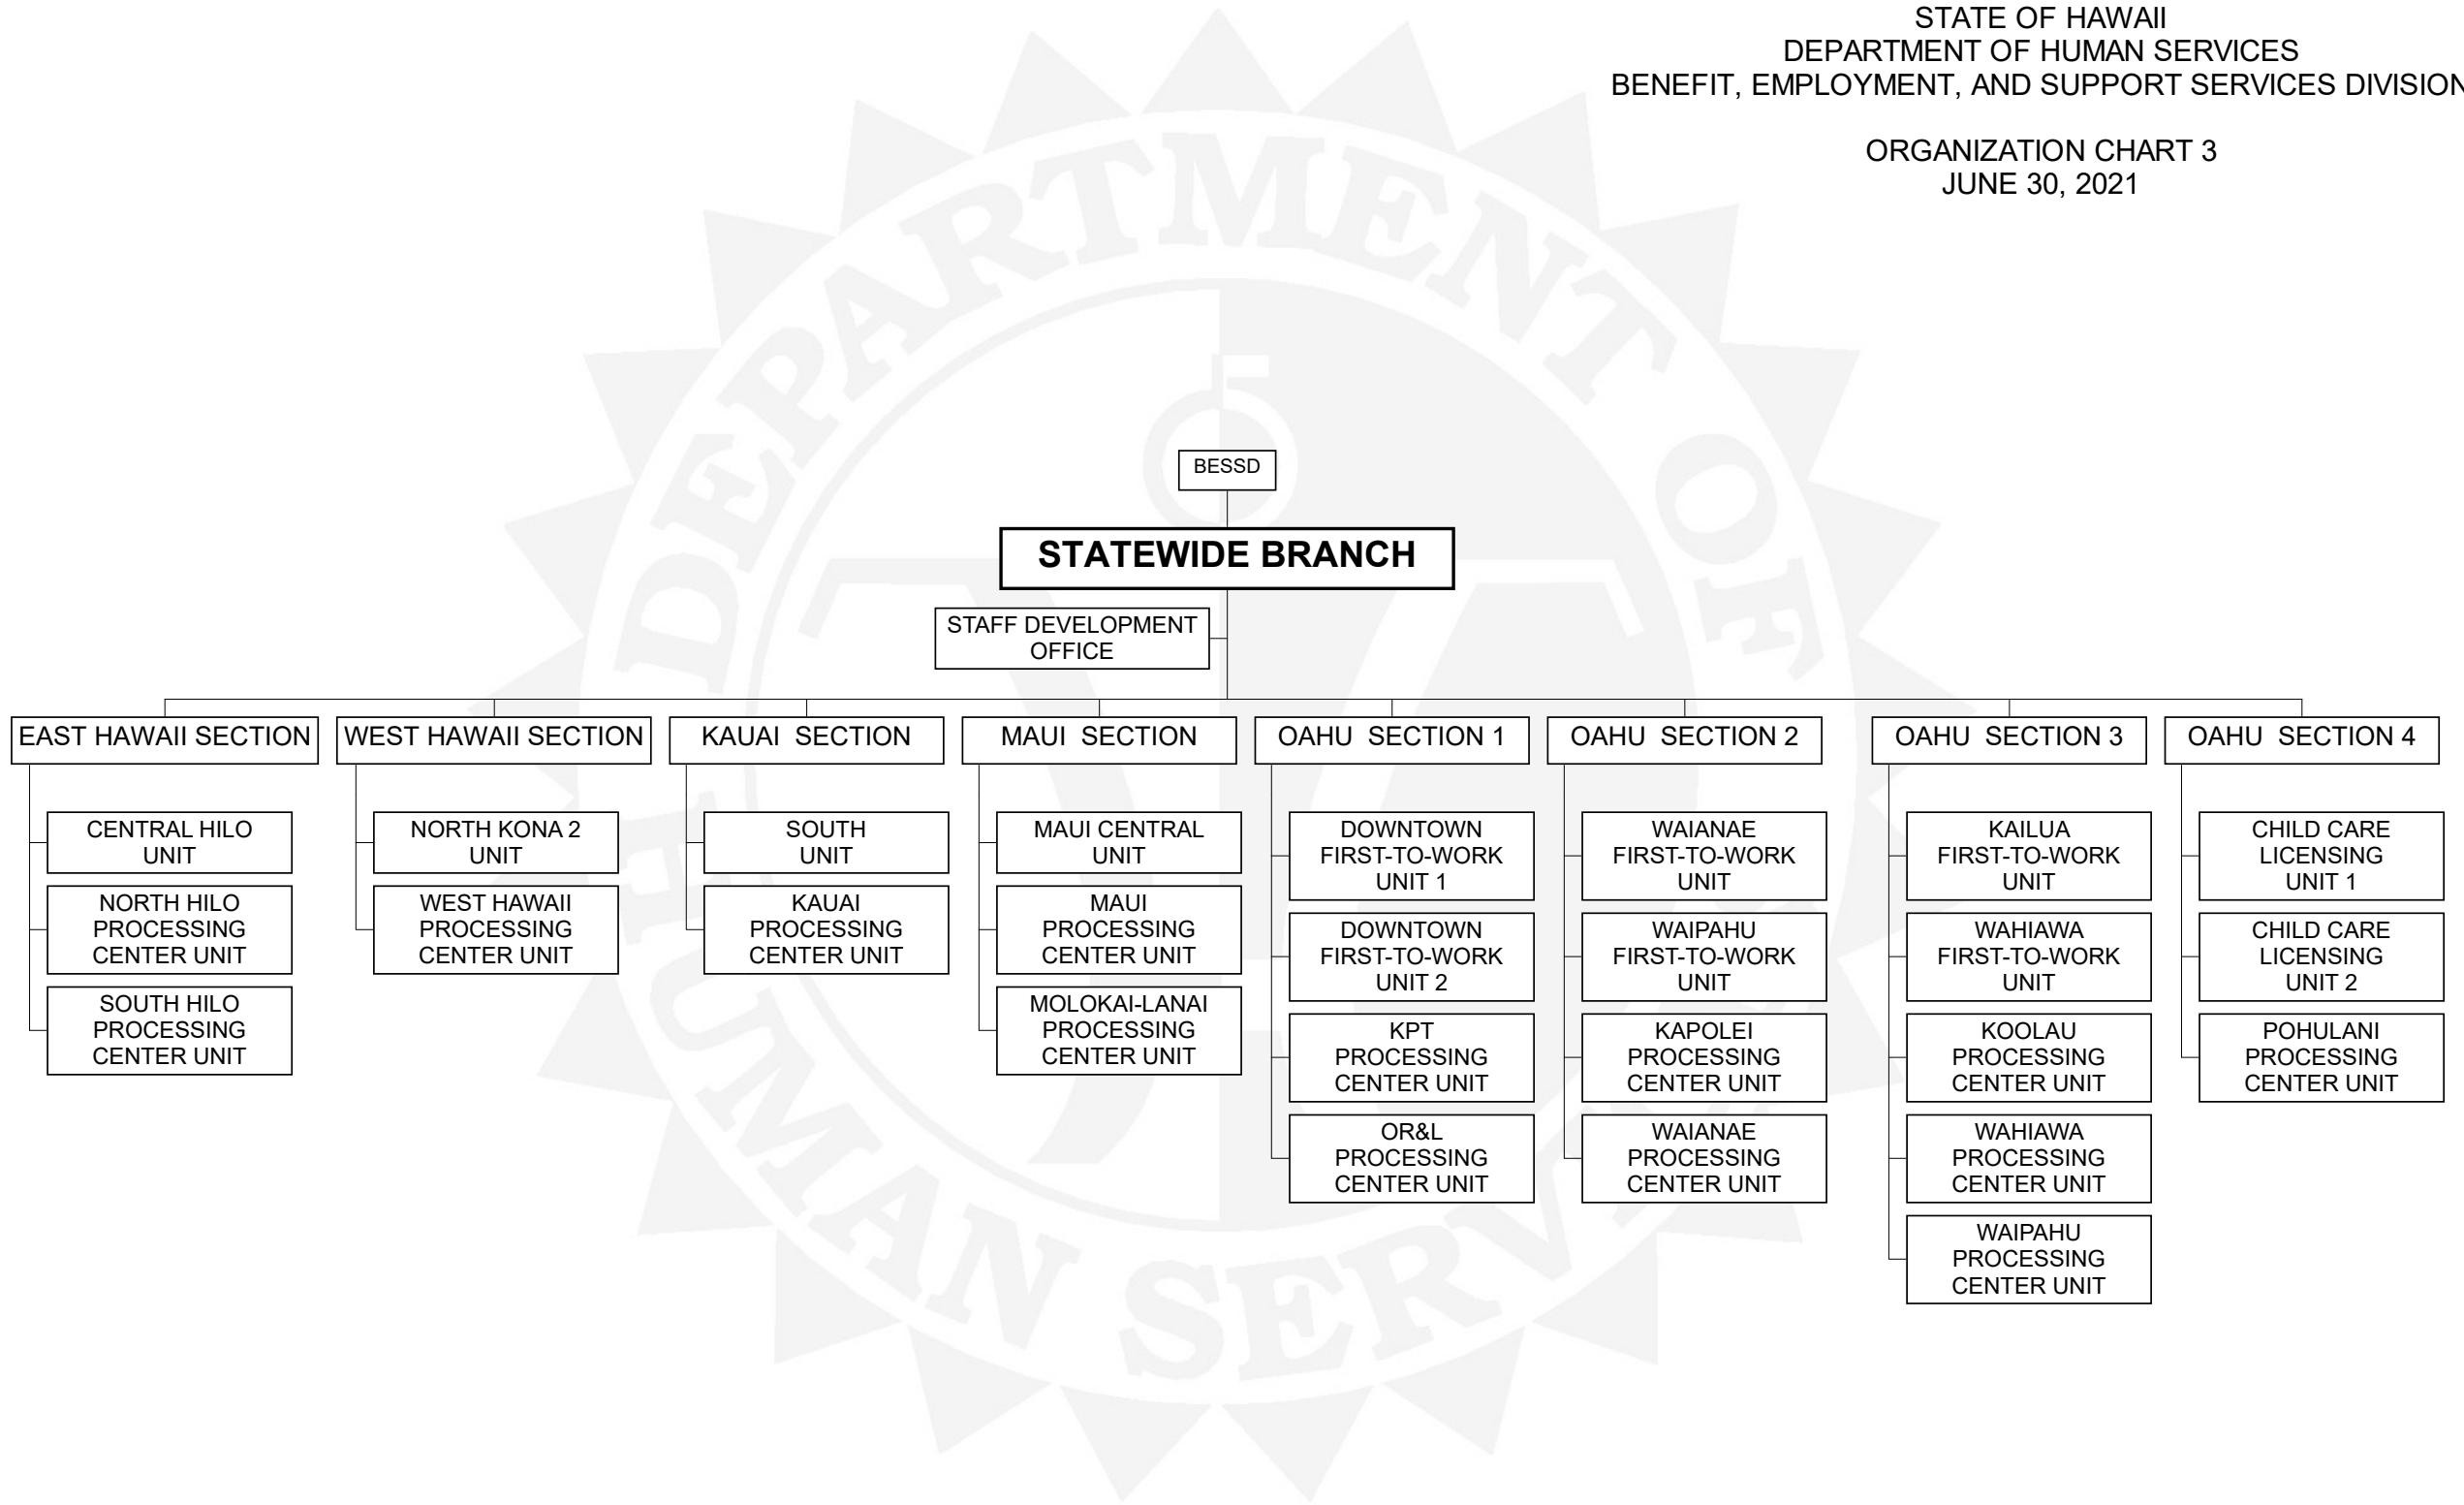 STATE OF HAWAII
DEPARTMENT OF HUMAN SERVICES
BENEFIT, EMPLOYMENT, AND SUPPORT SERVICES DIVISION
ORGANIZATION CHART 3
JUNE 30, 2021
DEPARTMENT OF
HUMAN SERV
BESSD
STATEWIDE BRANCH
STAFF DEVELOPMENT
OFFICE
EAST HAWAII SECTION
CENTRAL HILO
UNIT
NORTH HILO
PROCESSING
CENTER UNIT
SOUTH HILO
PROCESSING
CENTER UNIT
WEST HAWAII SECTION
NORTH KONA 2
UNIT
WEST HAWAII
PROCESSING
CENTER UNIT
KAUAI SECTION
SOUTH
UNIT
KAUAI
PROCESSING
CENTER UNIT
MAUI SECTION
MAUI CENTRAL
UNIT
MAUI
PROCESSING
CENTER UNIT
MOLOKAI-LANAI
PROCESSING
CENTER UNIT
OAHU SECTION 1
DOWNTOWN
FIRST-TO-WORK
UNIT 1
DOWNTOWN
FIRST-TO-WORK
UNIT 2
KPT
PROCESSING
CENTER UNIT
OR&L
PROCESSING
CENTER UNIT
OAHU SECTION 2
WAIANAE
FIRST-TO-WORK
UNIT
WAIPAHU
FIRST-TO-WORK
UNIT
KAPOLEI
PROCESSING
CENTER UNIT
WAIANAE
PROCESSING
CENTER UNIT
OAHU SECTION 3
KAILUA
FIRST-TO-WORK
UNIT
WAHIAWA
FIRST-TO-WORK
UNIT
KOOLAU
PROCESSING
CENTER UNIT
WAHIAWA
PROCESSING
CENTER UNIT
WAIPAHU
PROCESSING
CENTER UNIT
OAHU SECTION 4
CHILD CARE
LICENSING
UNIT 1
CHILD CARE
LICENSING
UNIT 2
POHULANI
PROCESSING
CENTER UNIT